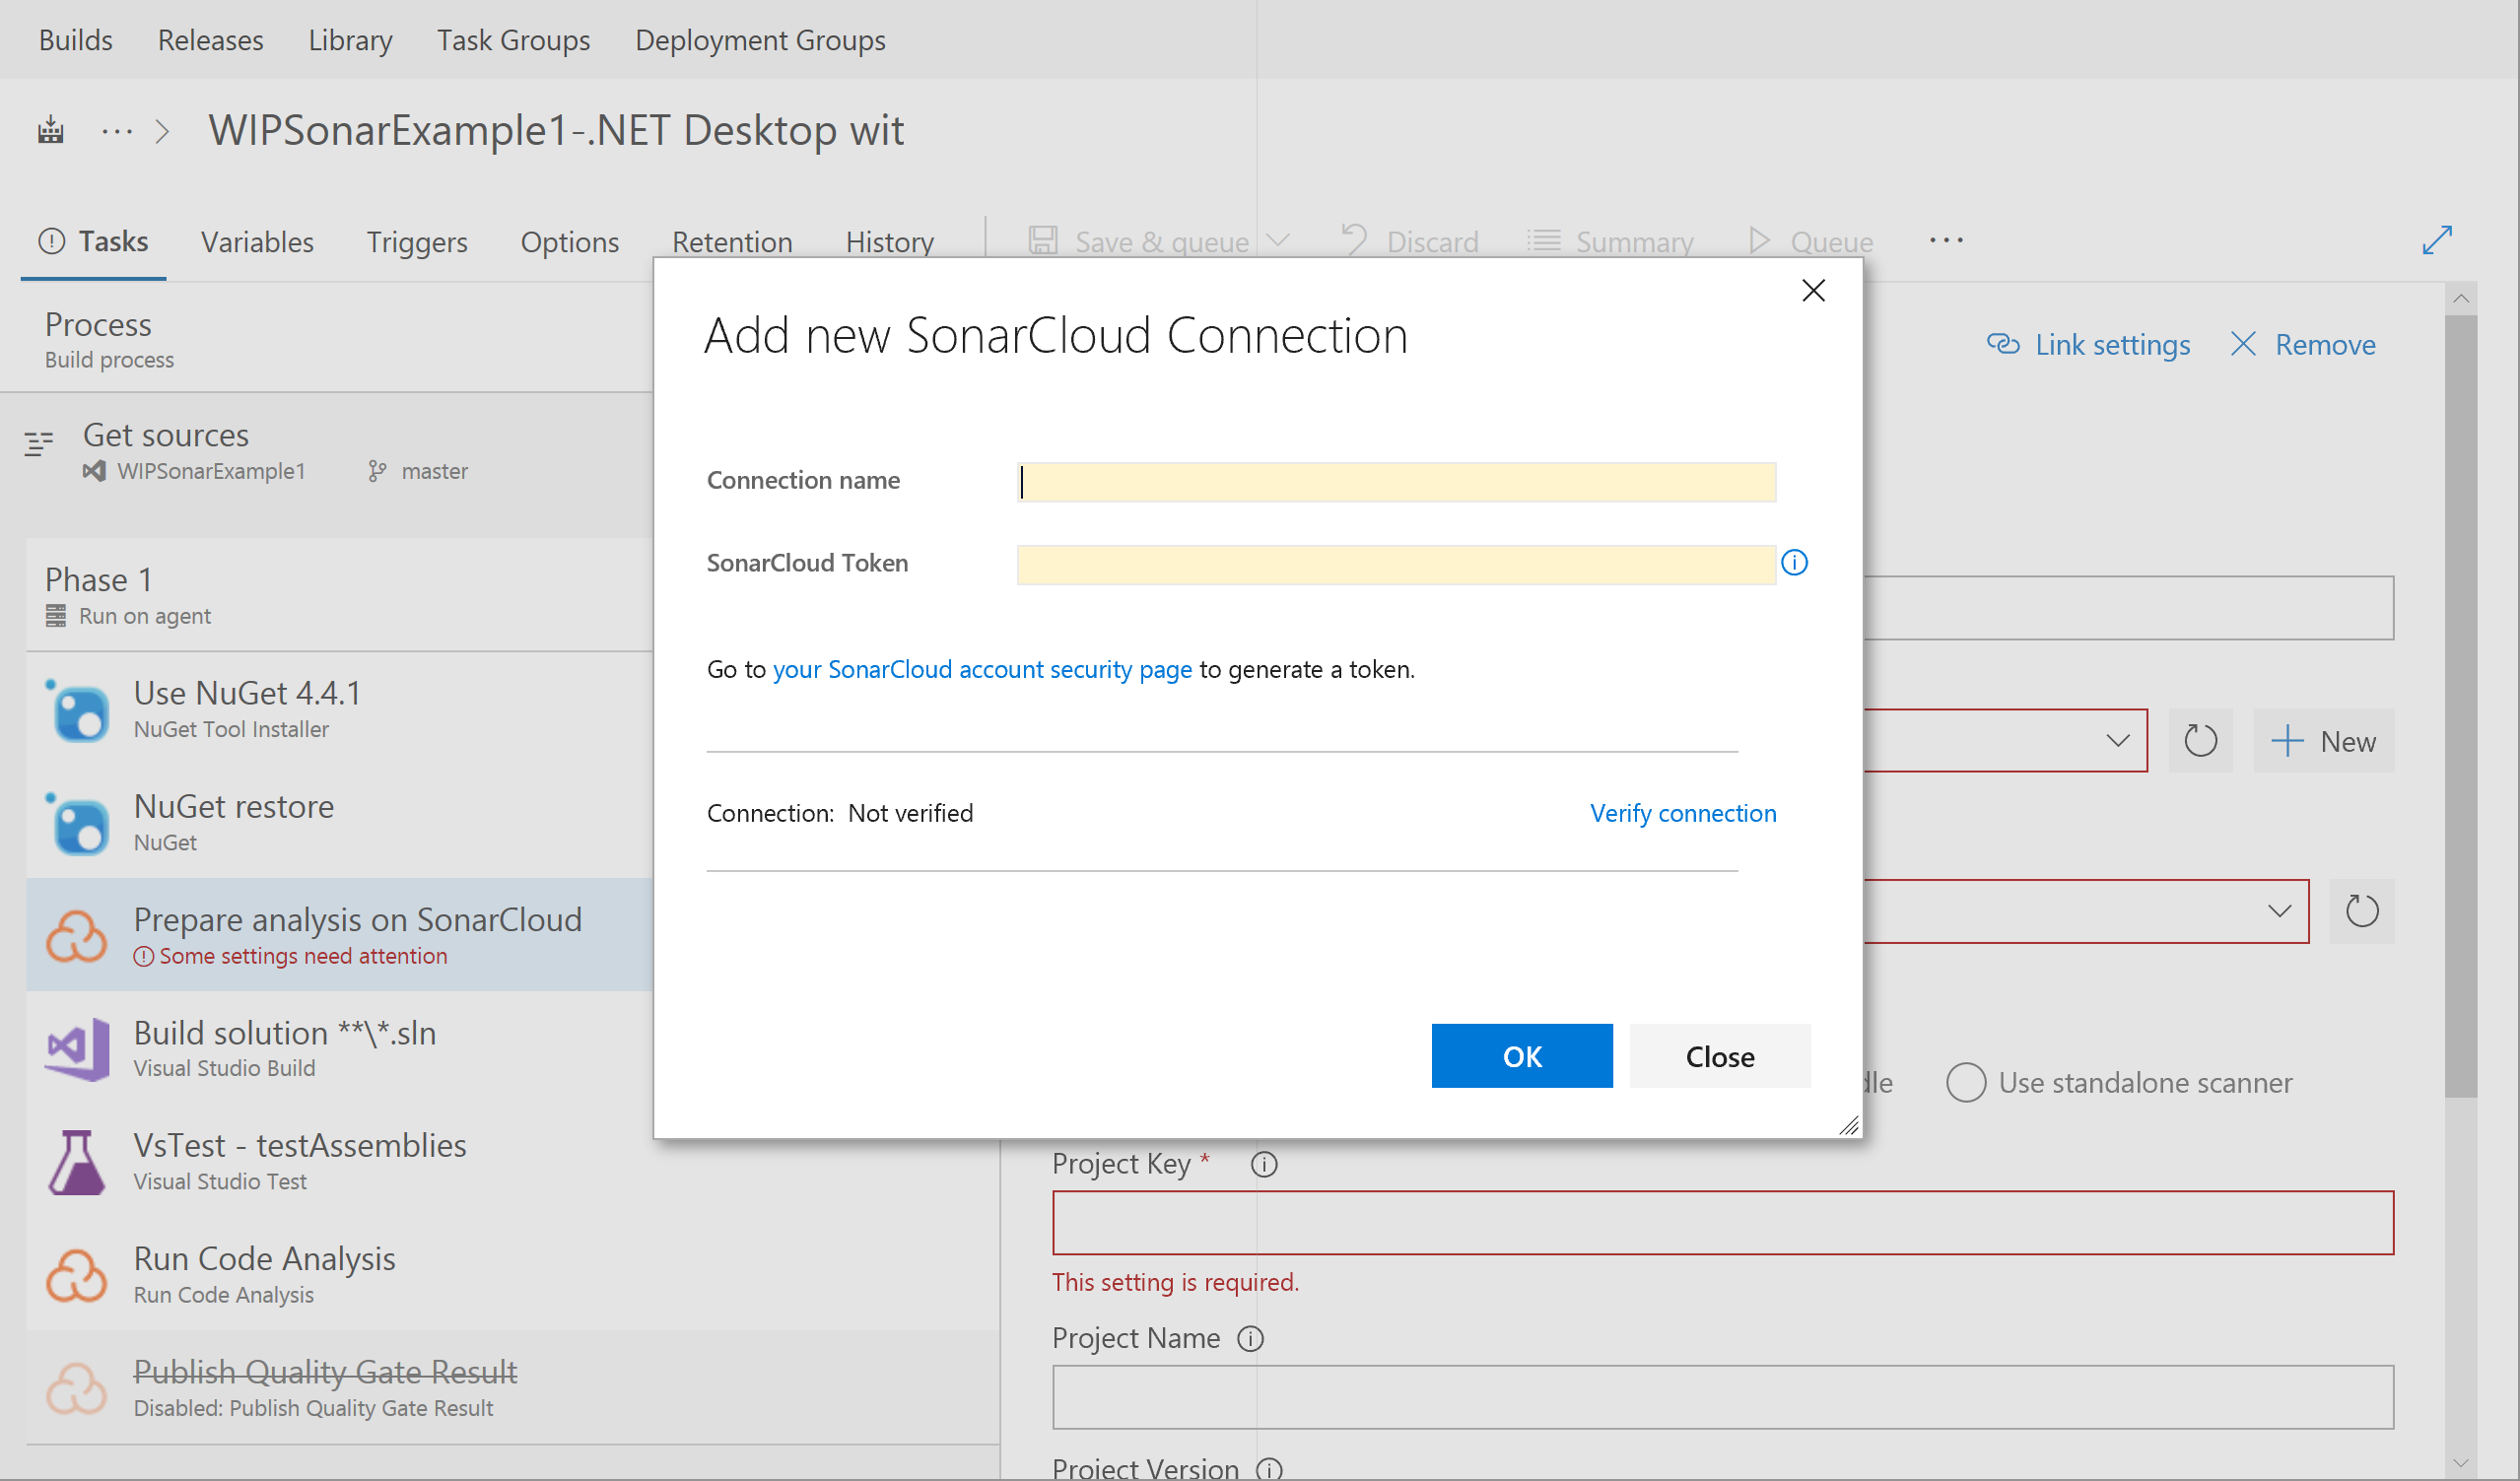 Builds Releases Library Task Groups Deployment Groups
... > WIPSonarExample1-.NET Desktop wit
Tasks Variables Triggers Options Retention History Save & queue Discard Summary Queue ...
Process
Build process
Link settings Remove
Get sources
WIPSonarExample1 master
Phase 1
Run on agent
Use NuGet 4.4.1
NuGet Tool Installer
NuGet restore
NuGet
Prepare analysis on SonarCloud
Some settings need attention
Build solution **\*.sln
Visual Studio Build
VsTest - testAssemblies
Visual Studio Test
Run Code Analysis
Run Code Analysis
Publish Quality Gate Result
Disabled: Publish Quality Gate Result
Add new SonarCloud Connection
Connection name
SonarCloud Token
Go to your SonarCloud account security page to generate a token.
Connection: Not verified Verify connection
OK Close
New
Use standalone scanner
Project Key *
This setting is required.
Project Name
Project Version